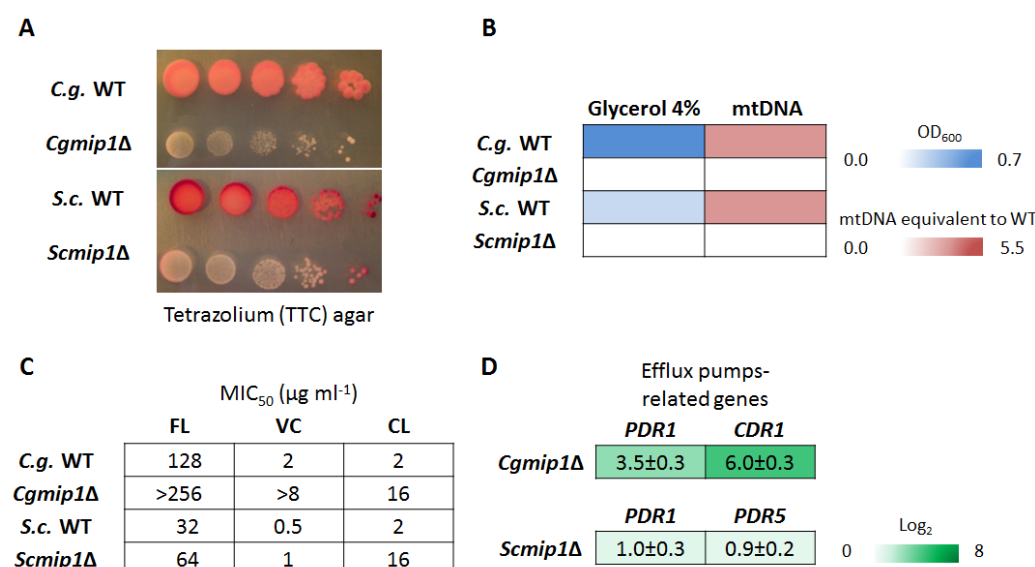 A
C.g. WT
Cgmip1Δ
S.c. WT
Scmip1Δ
Tetrazolium (TTC) agar
B
Glycerol 4% mtDNA
C.g. WT
Cgmip1Δ
S.c. WT
Scmip1Δ
OD600
0.0 0.7
mtDNA equivalent to WT
0.0 5.5
C
MIC50 (µg ml-1)
FL VC CL
C.g. WT 128 2 2
Cgmip1Δ >256 >8 16
S.c. WT 32 0.5 2
Scmip1Δ 64 1 16
D
Efflux pumps-
related genes
PDR1 CDR1
Cgmip1Δ 3.5±0.3 6.0±0.3
PDR1 PDR5
Scmip1Δ 1.0±0.3 0.9±0.2
Log2
0 8